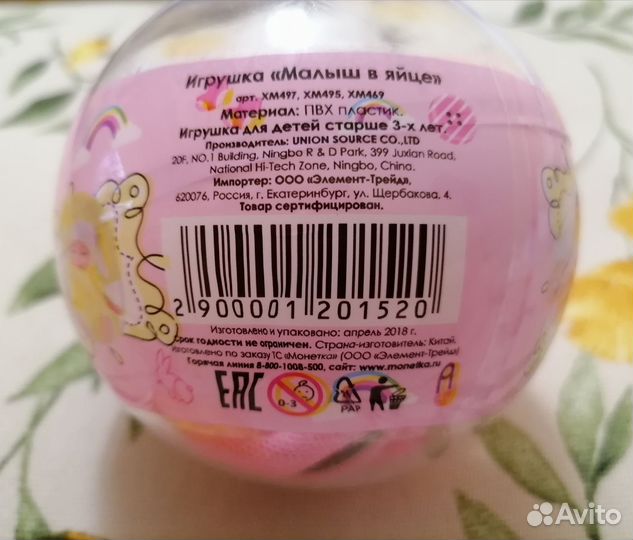 Игрушка «Малыш в яйце»
арт. XM497, XM495, XM469
Материал: ПВХ пластик.
Игрушка для детей старше 3-х лет.
Производитель: UNION SOURCE CO.,LTD
20F, NO.1 Building, Ningbo R & D Park, 399 Juxian Road,
National Hi-Tech Zone, Ningbo, China.
Импортер: ООО «Элемент-Трейд»,
620076, Россия, г. Екатеринбург, ул. Щербакова, 4.
Товар сертифицирован.
2 900001 201520
Изготовлено и упаковано: апрель 2018 г.
Срок годности не ограничен. Страна-изготовитель: Китай.
Изготовлено по заказу ТС «Монетка» (ООО «Элемент-Трейд»)
Горячая линия 8-800-1008-500, сайт: www.monetka.ru
EAC
0-3
PAP
Avito